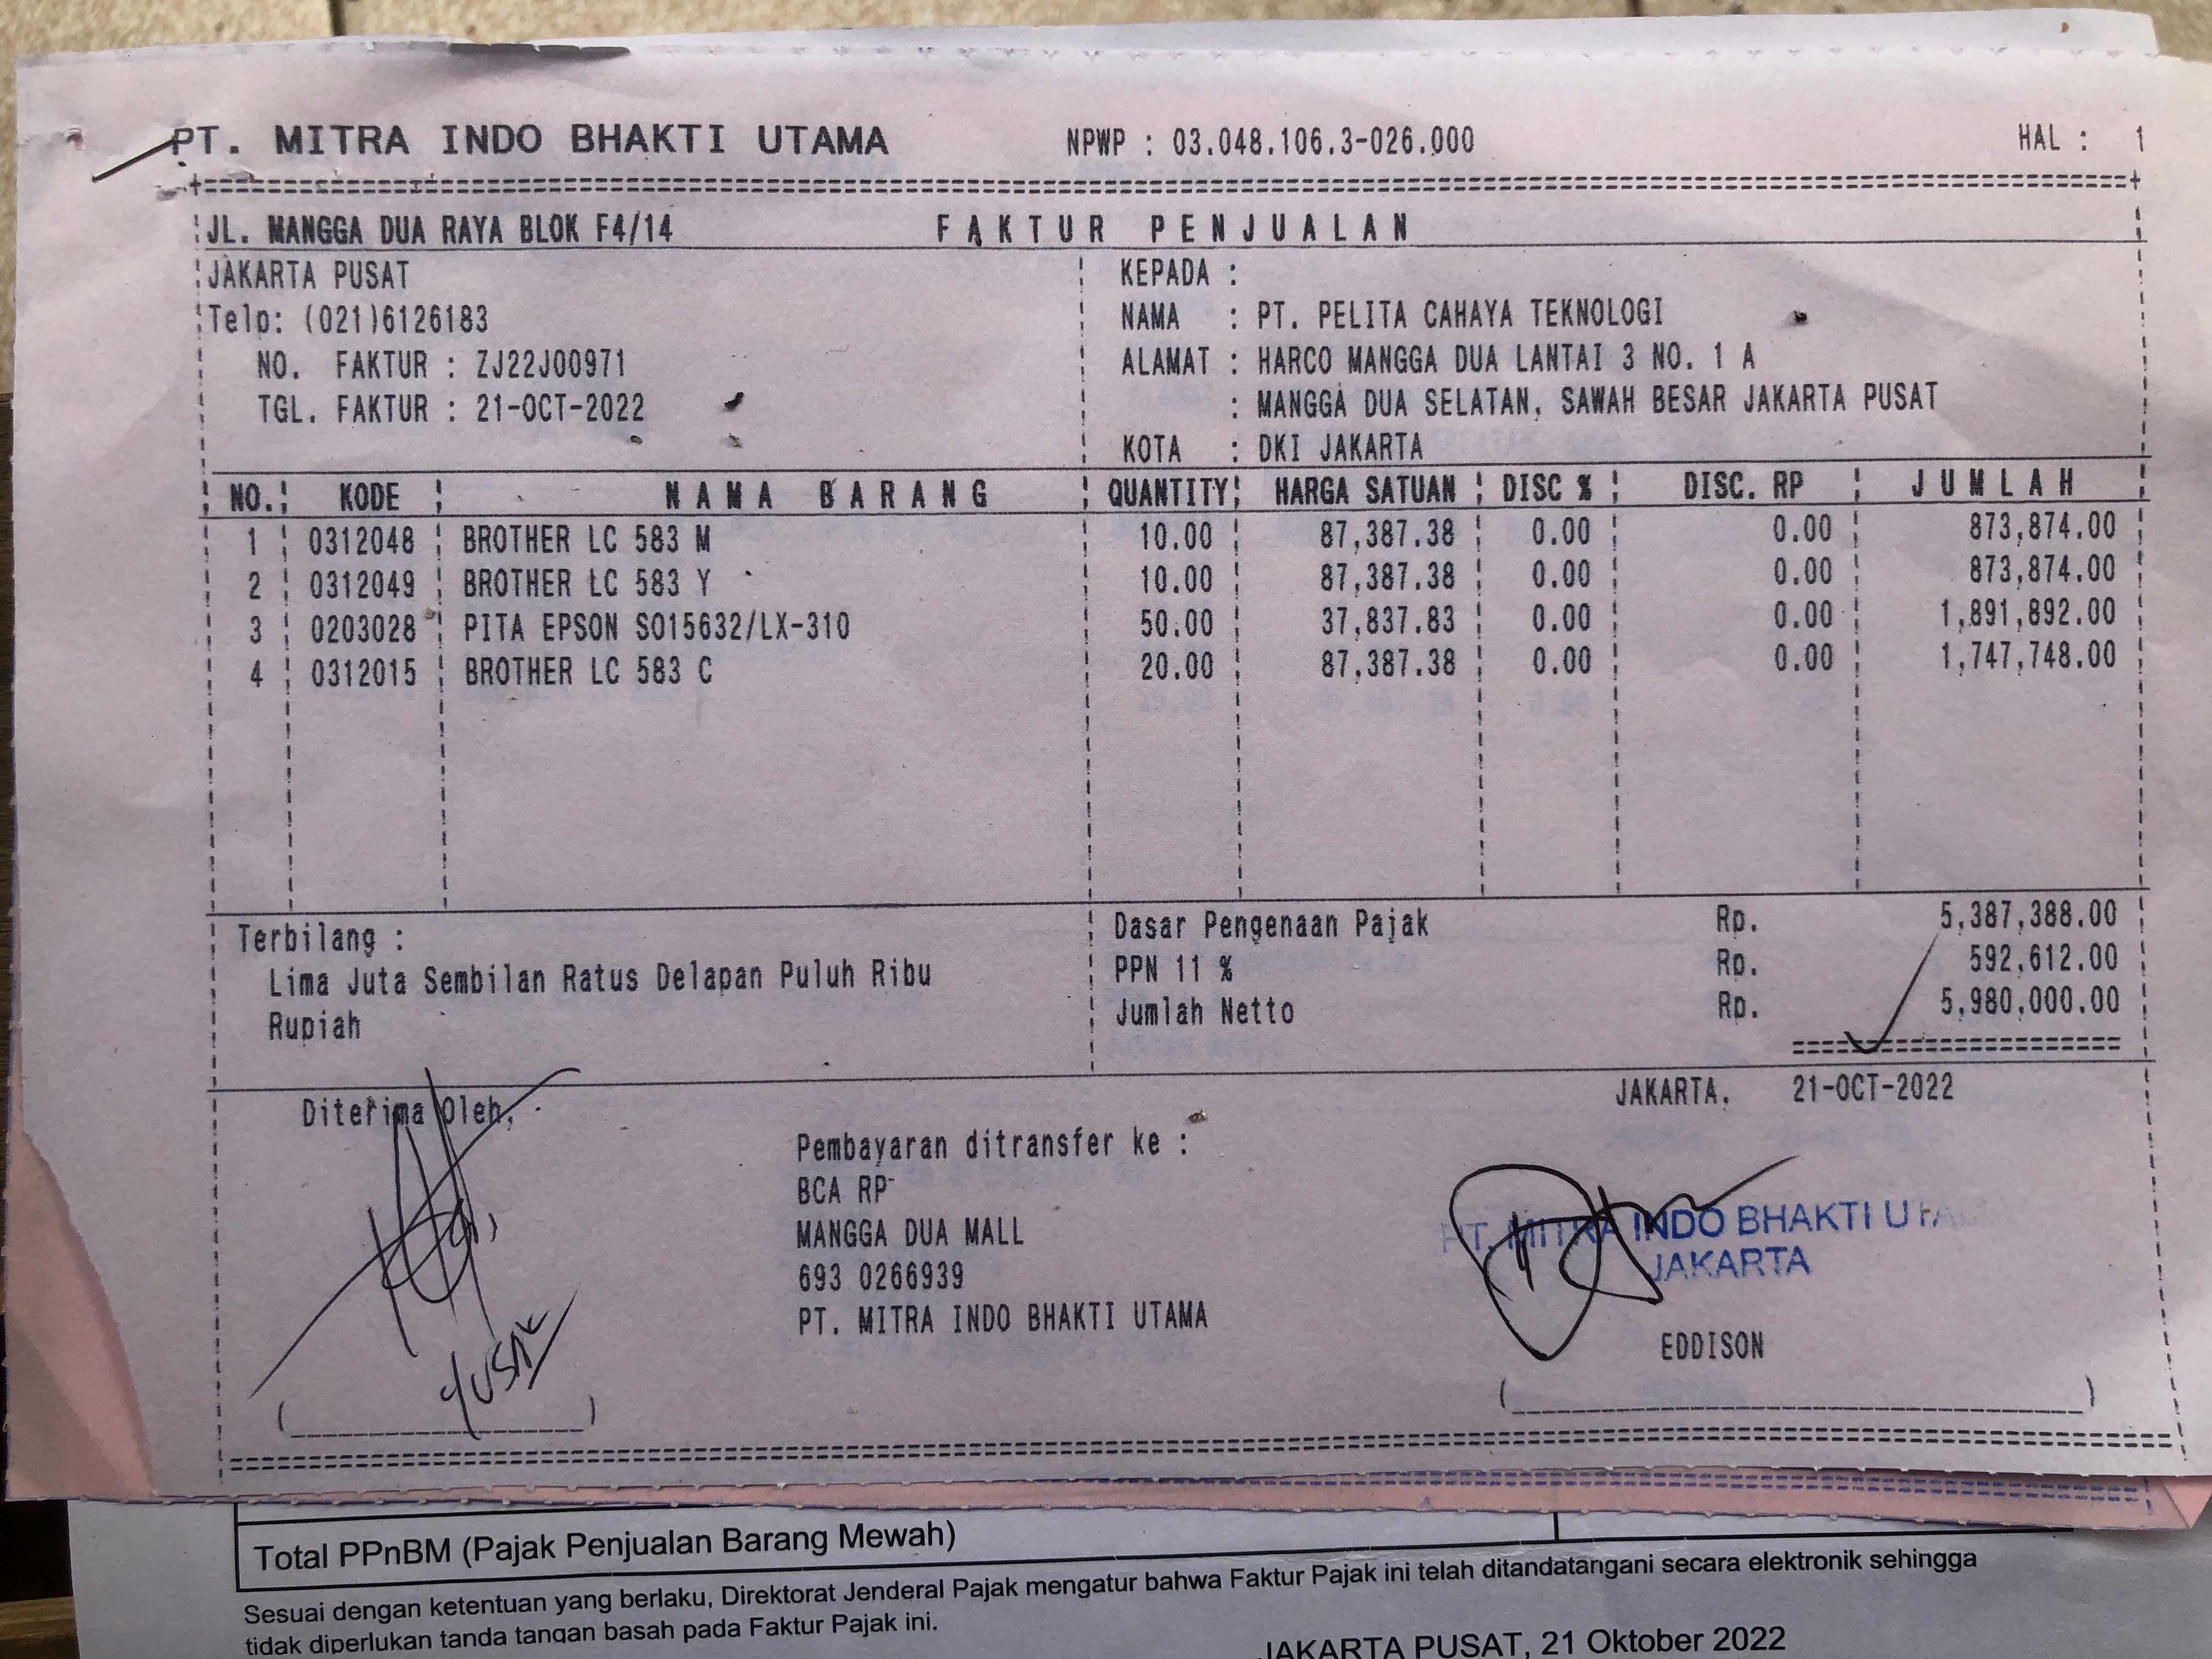 PT. MITRA INDO BHAKTI UTAMA NPWP : 03.048.106.3-026.000 HAL : 1
JL. MANGGA DUA RAYA BLOK F4/14 FAKTUR PENJUALAN
JAKARTA PUSAT KEPADA :
Telp: (021)6126183 NAMA : PT. PELITA CAHAYA TEKNOLOGI
NO. FAKTUR : ZJ22J00971 ALAMAT : HARCO MANGGA DUA LANTAI 3 NO. 1 A
TGL. FAKTUR : 21-OCT-2022 : MANGGA DUA SELATAN, SAWAH BESAR JAKARTA PUSAT
KOTA : DKI JAKARTA
NO. KODE NAMA BARANG QUANTITY HARGA SATUAN DISC % DISC. RP JUMLAH
1 0312048 BROTHER LC 583 M 10.00 87,387.38 0.00 0.00 873,874.00
2 0312049 BROTHER LC 583 Y 10.00 87,387.38 0.00 0.00 873,874.00
3 0203028 PITA EPSON SO15632/LX-310 50.00 37,837.83 0.00 0.00 1,891,892.00
4 0312015 BROTHER LC 583 C 20.00 87,387.38 0.00 0.00 1,747,748.00
Terbilang : Dasar Pengenaan Pajak Rp. 5,387,388.00
Lima Juta Sembilan Ratus Delapan Puluh Ribu PPN 11 % Rp. 592,612.00
Rupiah Jumlah Netto Rp. 5,980,000.00
JAKARTA, 21-OCT-2022
Diterima Oleh,
Pembayaran ditransfer ke :
BCA RP
MANGGA DUA MALL
693 0266939
PT. MITRA INDO BHAKTI UTAMA
PT. MITRA INDO BHAKTI UTAMA
JAKARTA
EDDISON
YUSAK
Total PPnBM (Pajak Penjualan Barang Mewah)
Sesuai dengan ketentuan yang berlaku, Direktorat Jenderal Pajak mengatur bahwa Faktur Pajak ini telah ditandatangani secara elektronik sehingga
tidak diperlukan tanda tangan basah pada Faktur Pajak ini.
JAKARTA PUSAT, 21 Oktober 2022